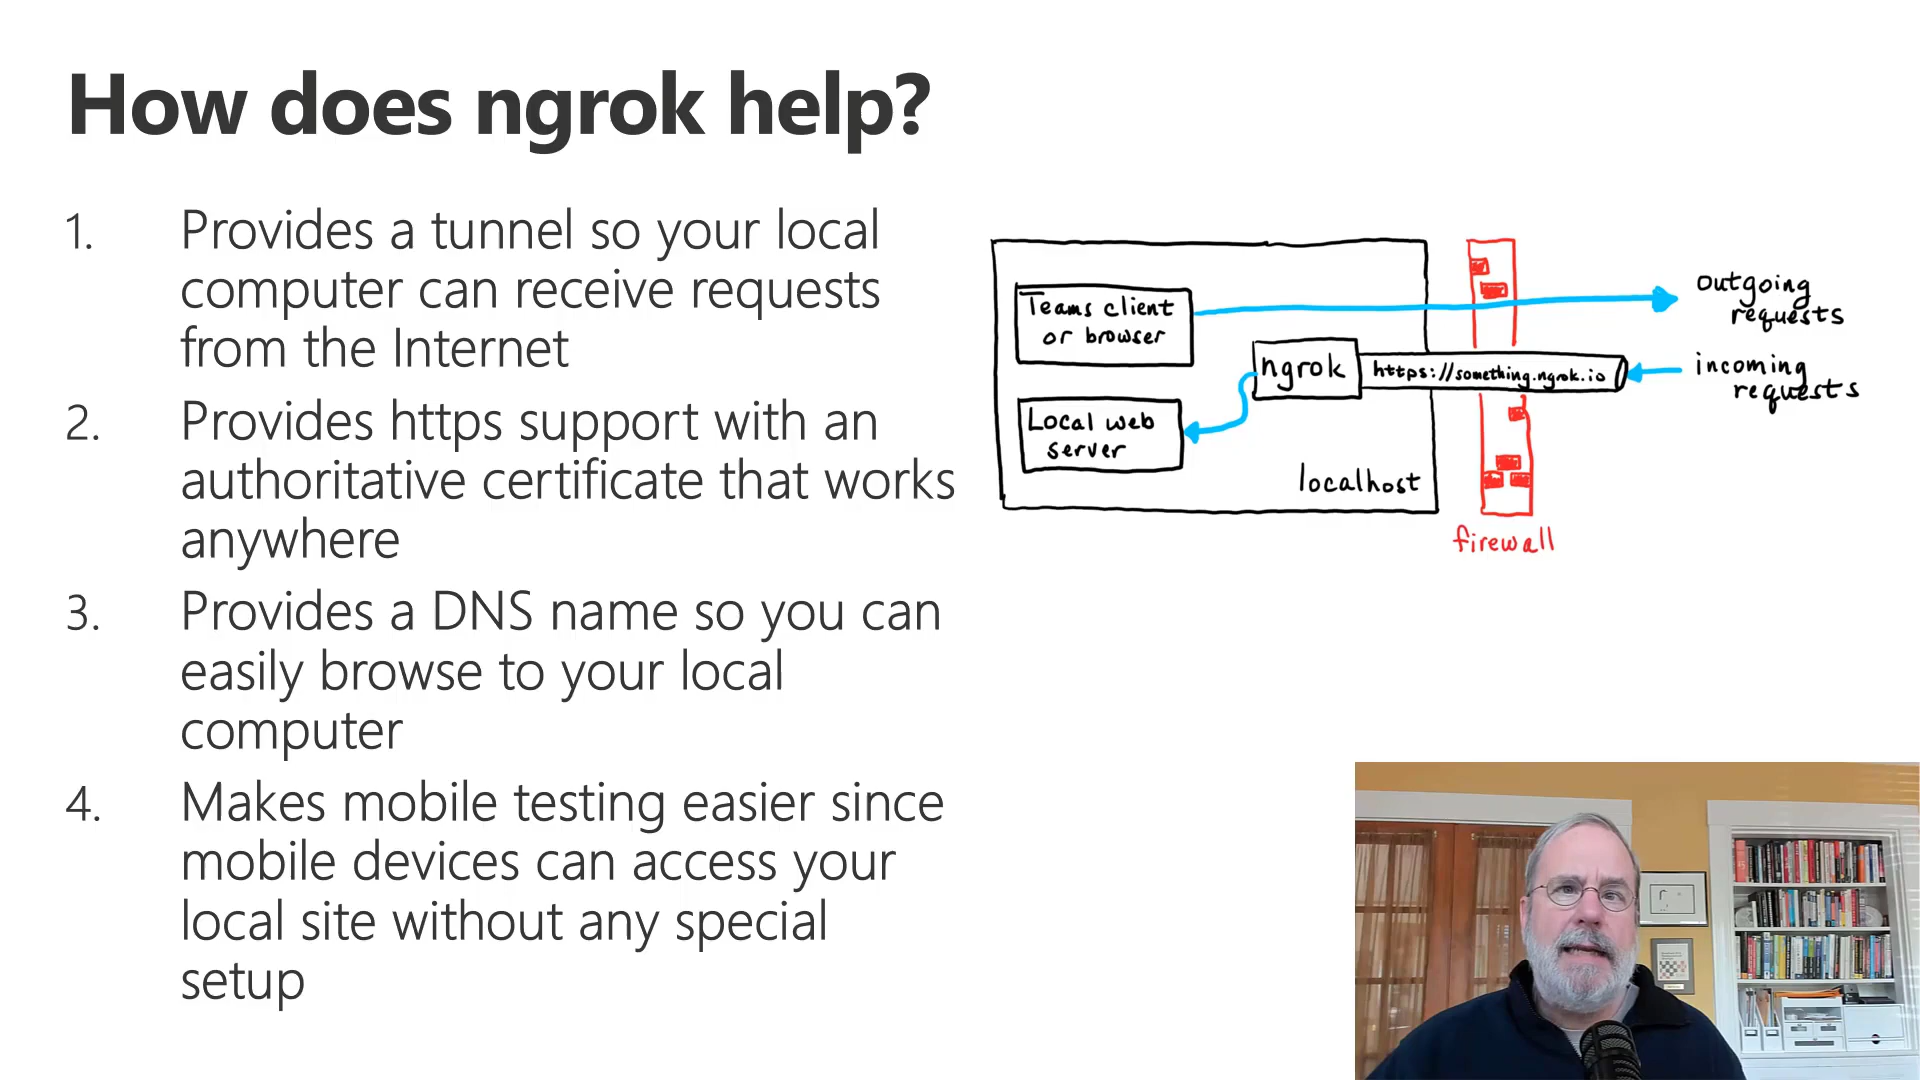 How does ngrok help?
1. Provides a tunnel so your local
computer can receive requests
from the Internet
2. Provides https support with an
authoritative certificate that works
anywhere
3. Provides a DNS name so you can
easily browse to your local
computer
4. Makes mobile testing easier since
mobile devices can access your
local site without any special
setup
Teams client
or browser
ngrok
https://something.ngrok.io
Local web
server
localhost
firewall
outgoing
requests
incoming
requests